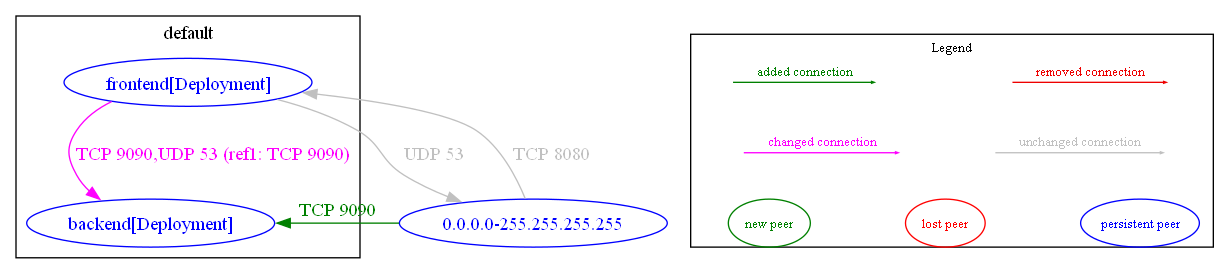 default
frontend[Deployment]
TCP 9090,UDP 53 (ref1: TCP 9090)
UDP 53
TCP 8080
TCP 9090
backend[Deployment]
0.0.0.0-255.255.255.255
Legend
added connection
removed connection
changed connection
unchanged connection
new peer
lost peer
persistent peer